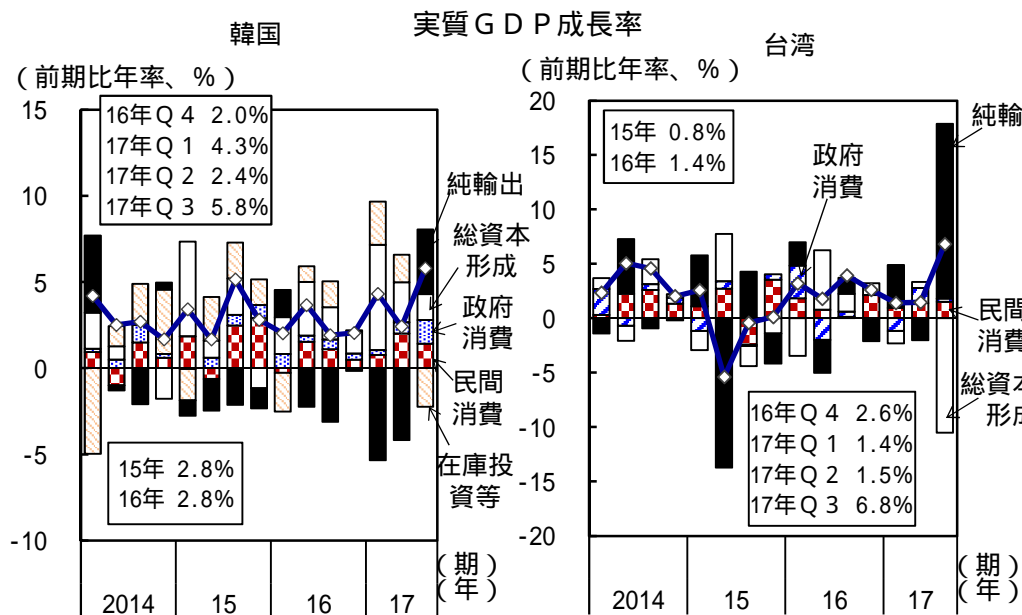 実質ＧＤＰ成長率
韓国
（前期比年率、％）
15
10
5
0
-5
-10
16年Ｑ４ 2.0%
17年Ｑ１ 4.3%
17年Ｑ２ 2.4%
17年Ｑ３ 5.8%
純輸出
総資本
形成
政府
消費
民間
消費
在庫投
資等
15年 2.8%
16年 2.8%
2014
15
16
17
（期）
（年）
台湾
（前期比年率、％）
20
15
10
5
0
-5
-10
-15
-20
15年 0.8%
16年 1.4%
政府
消費
純輸
民間
消費
総資本
形成
16年Ｑ４ 2.6%
17年Ｑ１ 1.4%
17年Ｑ２ 1.5%
17年Ｑ３ 6.8%
2014
15
16
17